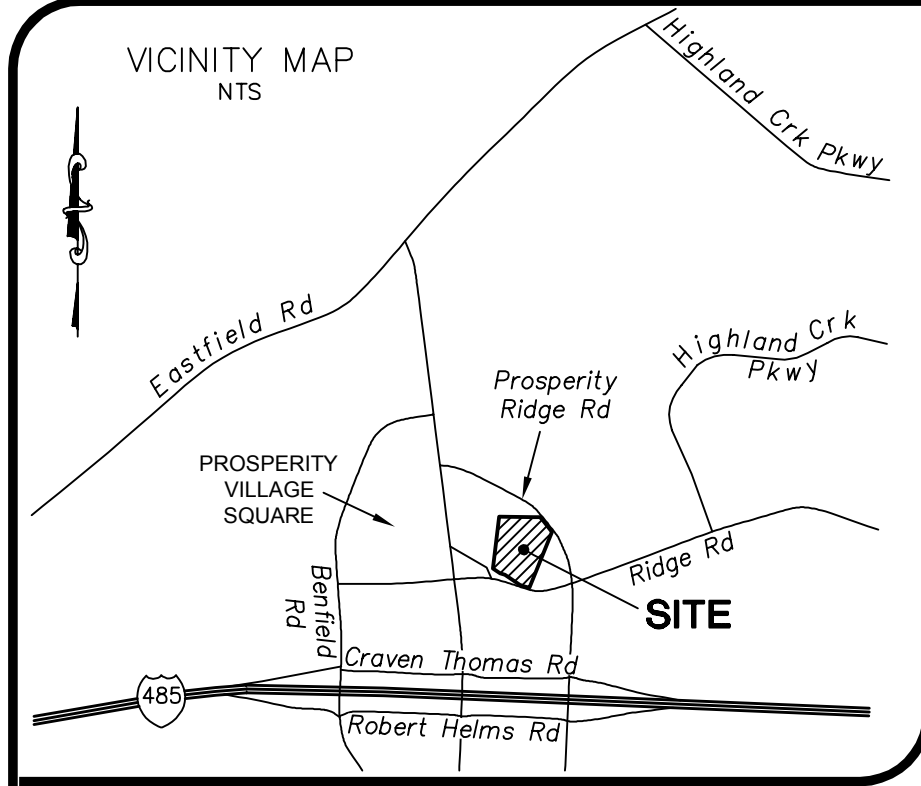 VICINITY MAP
NTS
Highland Crk Pkwy
Eastfield Rd
Highland Crk
Pkwy
Prosperity
Ridge Rd
PROSPERITY
VILLAGE
SQUARE
Ridge Rd
Benfield
Rd
SITE
Craven Thomas Rd
485
Robert Helms Rd